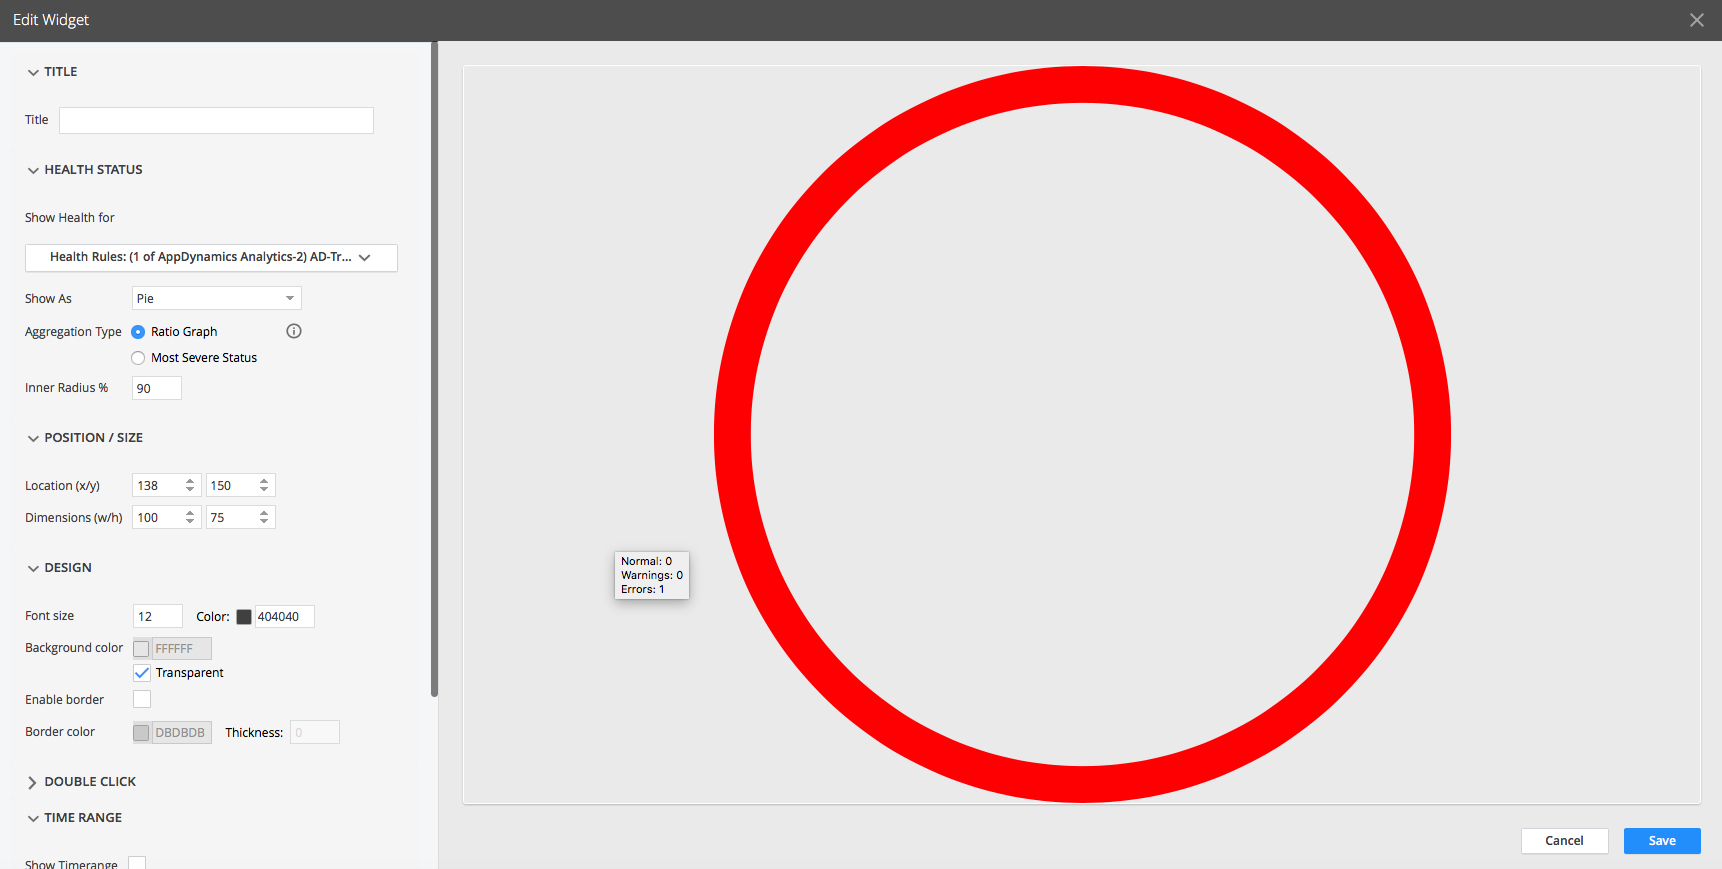 Edit Widget
TITLE
Title
HEALTH STATUS
Show Health for
Health Rules: (1 of AppDynamics Analytics-2) AD-Tr...
Show As Pie
Aggregation Type Ratio Graph
Most Severe Status
Inner Radius % 90
POSITION / SIZE
Location (x/y) 138 150
Dimensions (w/h) 100 75
DESIGN
Font size 12 Color: 404040
Background color FFFFFF
Transparent
Enable border
Border color DBDBDB Thickness: 0
DOUBLE CLICK
TIME RANGE
Show Timerange
Normal: 0
Warnings: 0
Errors: 1
Cancel Save